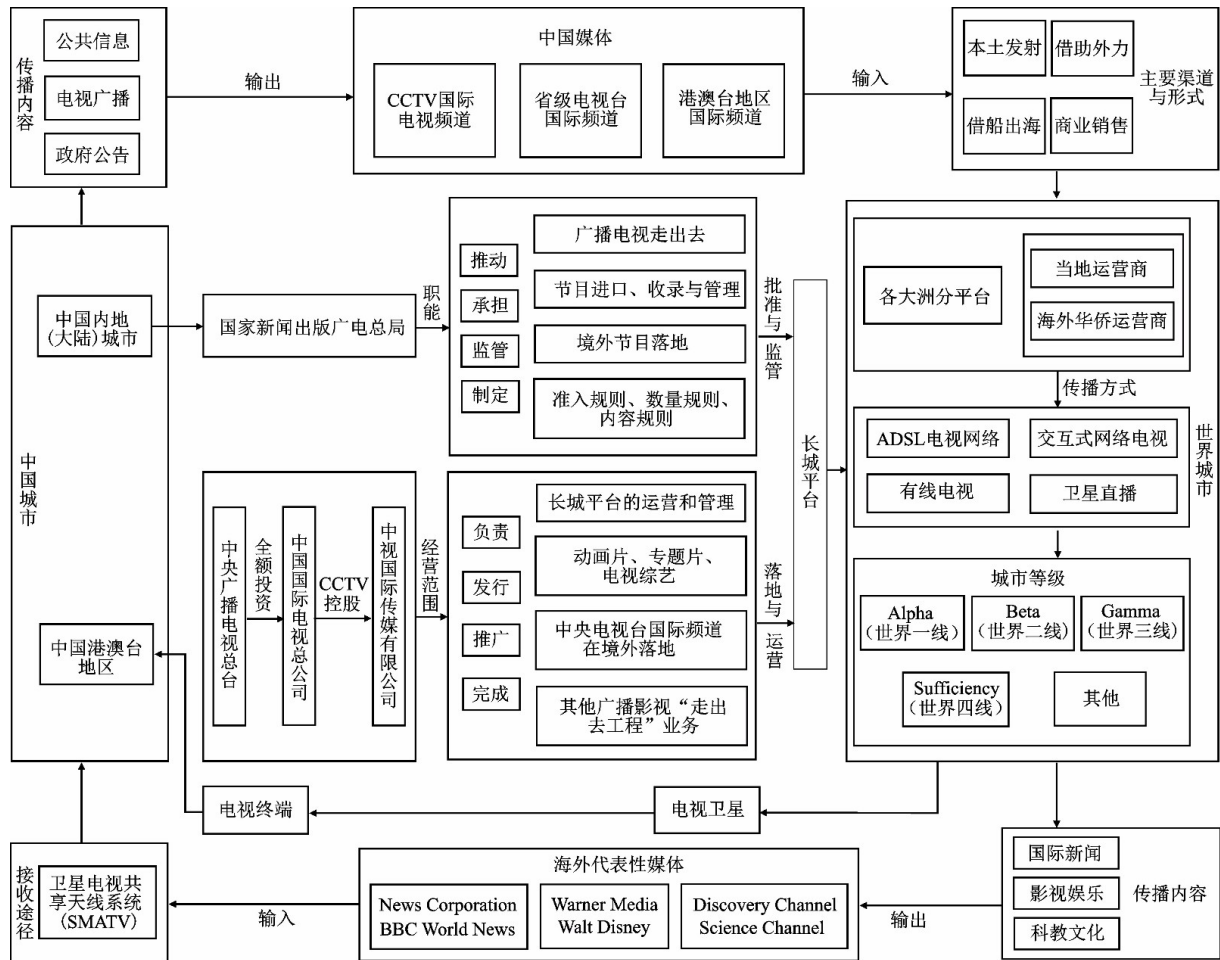 传播内容
公共信息
电视广播
政府公告
输出
中国媒体
CCTV国际
电视频道
省级电视台
国际频道
港澳台地区
国际频道
输入
本土发射
借助外力
借船出海
商业销售
主要渠道
与形式
中国城市
中国内地
(大陆)城市
国家新闻出版广电总局
职能
推动
承担
监管
制定
广播电视走出去
节目进口、收录与管理
境外节目落地
准入规则、数量规则、
内容规则
批准与监管
长城平台
世界城市
各大洲分平台
当地运营商
海外华侨运营商
传播方式
ADSL电视网络
交互式网络电视
有线电视
卫星直播
城市等级
Alpha
(世界一线)
Beta
(世界二线)
Gamma
(世界三线)
Sufficiency
(世界四线)
其他
中国港澳台
地区
中央广播电视总台
全额投资
中国国际电视总公司
CCTV
控股
中视国际传媒有限公司
经营范围
负责
发行
推广
完成
长城平台的运营和管理
动画片、专题片、
电视综艺
中央电视台国际频道
在境外落地
其他广播影视“走出
去工程”业务
落地与运营
电视终端
电视卫星
接收途径
卫星电视共
享天线系统
(SMATV)
输入
海外代表性媒体
News Corporation
BBC World News
Warner Media
Walt Disney
Discovery Channel
Science Channel
输出
国际新闻
影视娱乐
科教文化
传播内容